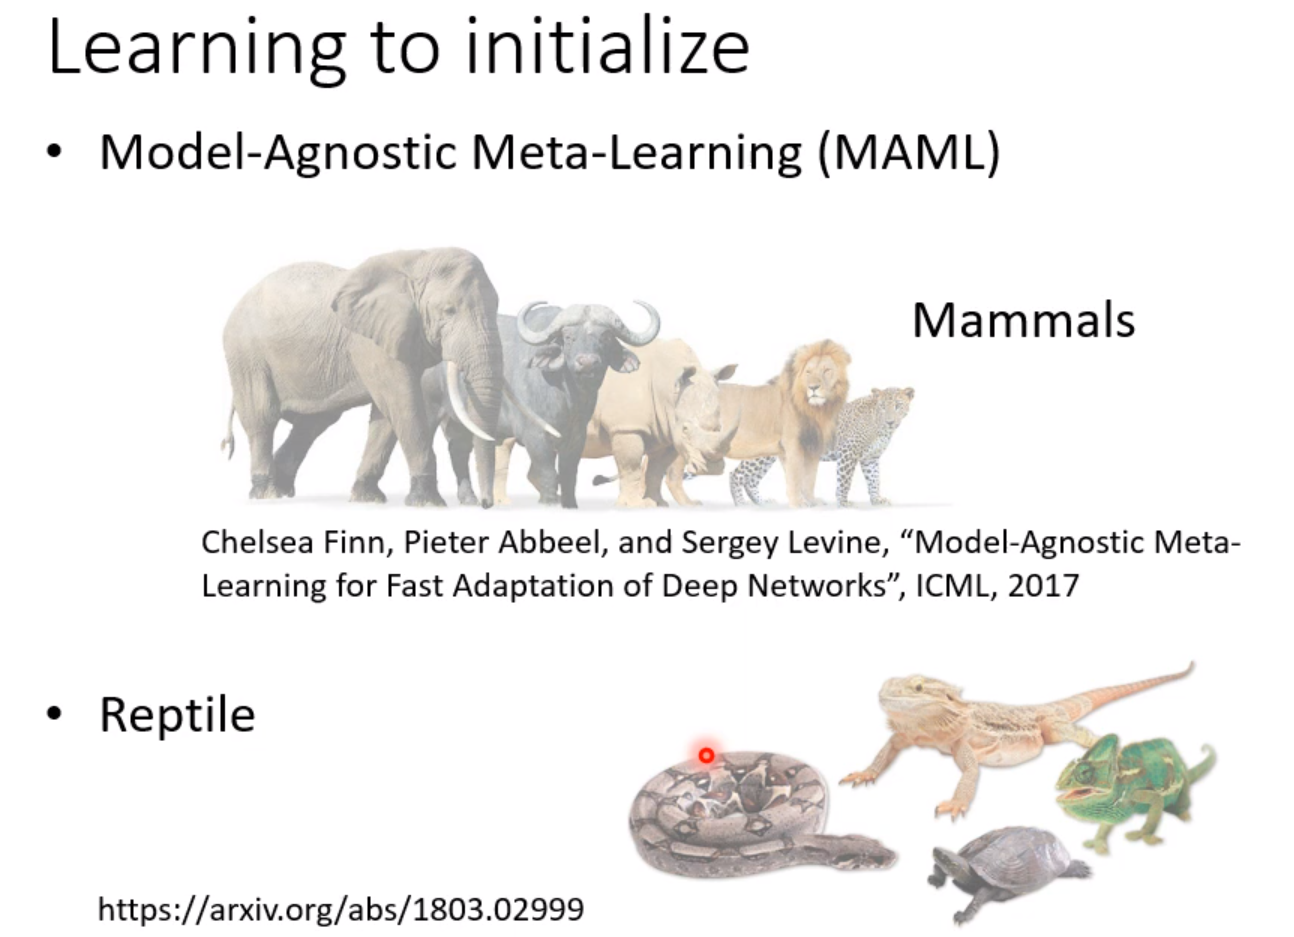 Learning to initialize
• Model-Agnostic Meta-Learning (MAML)
Mammals
Chelsea Finn, Pieter Abbeel, and Sergey Levine, “Model-Agnostic Meta-
Learning for Fast Adaptation of Deep Networks”, ICML, 2017
• Reptile
https://arxiv.org/abs/1803.02999